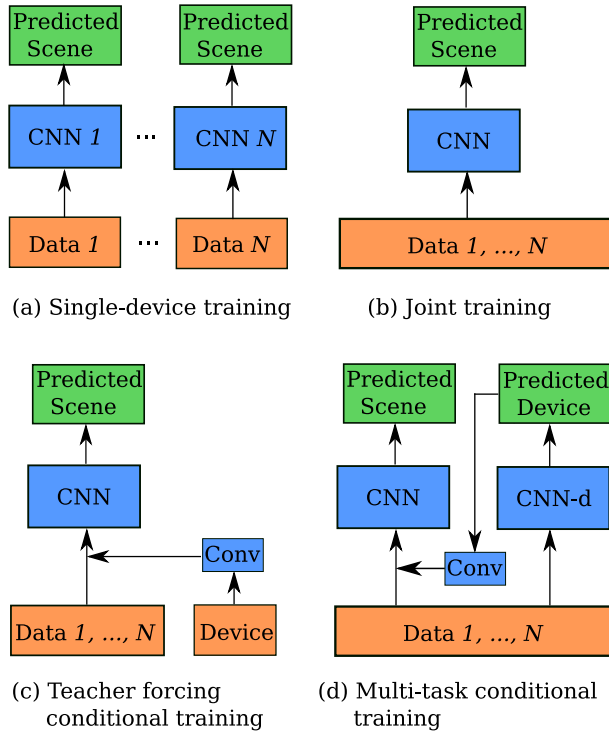 Predicted
Scene
Predicted
Scene
CNN 1
...
CNN N
Data 1
...
Data N
(a) Single-device training
Predicted
Scene
CNN
Data 1, ..., N
(b) Joint training
Predicted
Scene
CNN
Conv
Data 1, ..., N
Device
(c) Teacher forcing
conditional training
Predicted
Scene
Predicted
Device
CNN
CNN-d
Conv
Data 1, ..., N
(d) Multi-task conditional
training